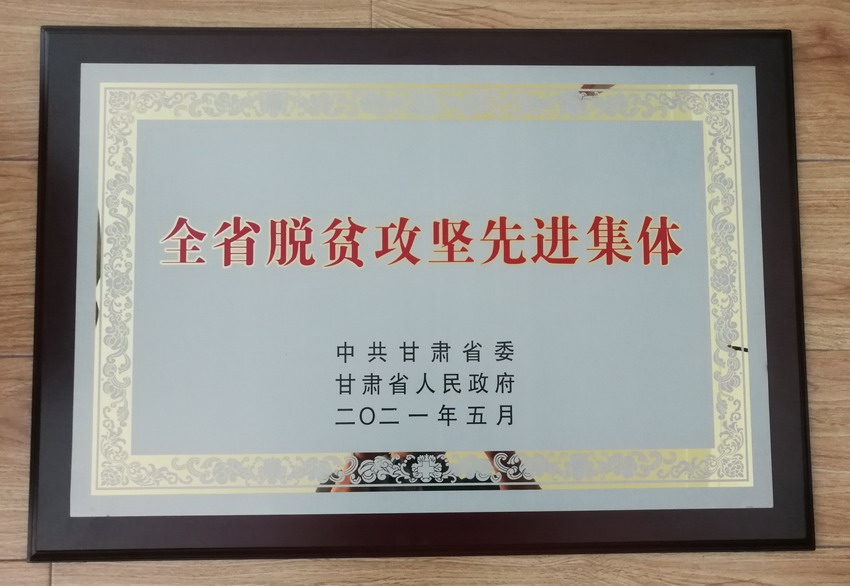 全省脱贫攻坚先进集体
中共甘肃省委
甘肃省人民政府
二〇二一年五月